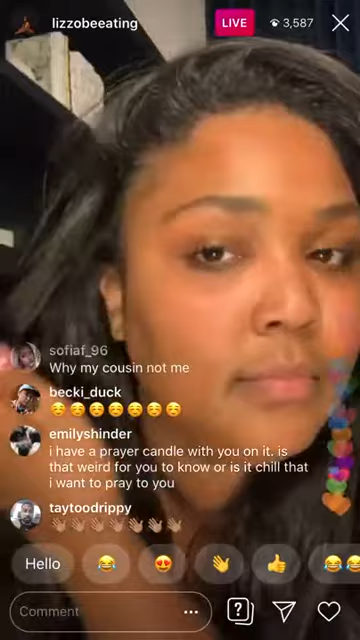 lizzobeeating LIVE 3,587
sofiaf_96
Why my cousin not me
becki_duck
☺️☺️☺️☺️☺️☺️☺️
emilyshinder
i have a prayer candle with you on it. is
that weird for you to know or is it chill that
i want to pray to you
taytoodrippy
👋🏽👋🏽👋🏽👋🏽👋🏽👋🏽👋🏽
Hello 😂 😍 👋 👍 😂😂
Comment